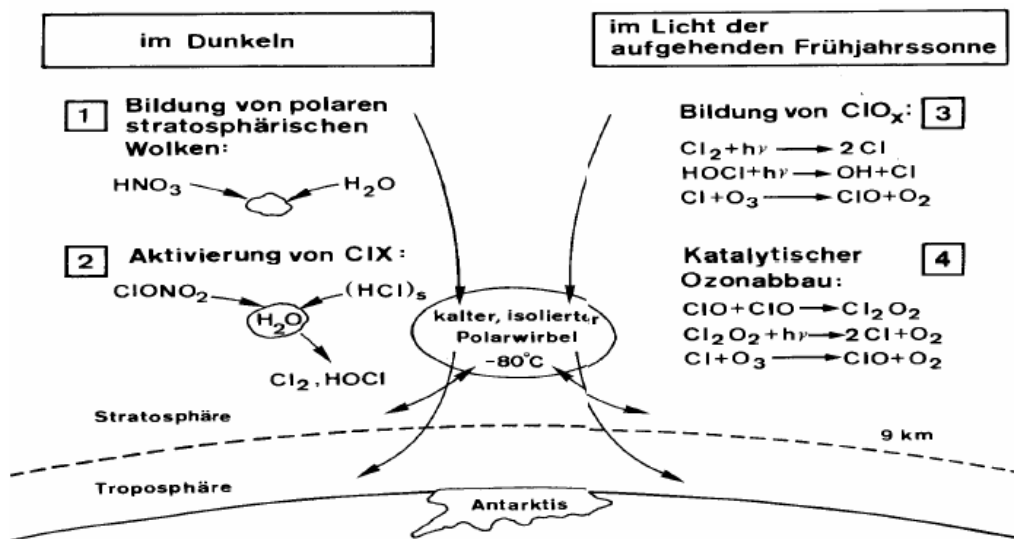 im Dunkeln
im Licht der
aufgehenden Frühjahrssonne
1 Bildung von polaren
stratosphärischen
Wolken:
HNO₃ H₂O
2 Aktivierung von ClX:
ClONO₂ (HCl)ₛ
H₂O
Cl₂, HOCl
Bildung von ClOₓ: 3
Cl₂+hν → 2Cl
HOCl+hν → OH+Cl
Cl+O₃ → ClO+O₂
Katalytischer 4
Ozonabbau:
ClO+ClO → Cl₂O₂
Cl₂O₂+hν → 2Cl+O₂
Cl+O₃ → ClO+O₂
kalter, isolierter
Polarwirbel
-80°C
Stratosphäre
9 km
Troposphäre
Antarktis